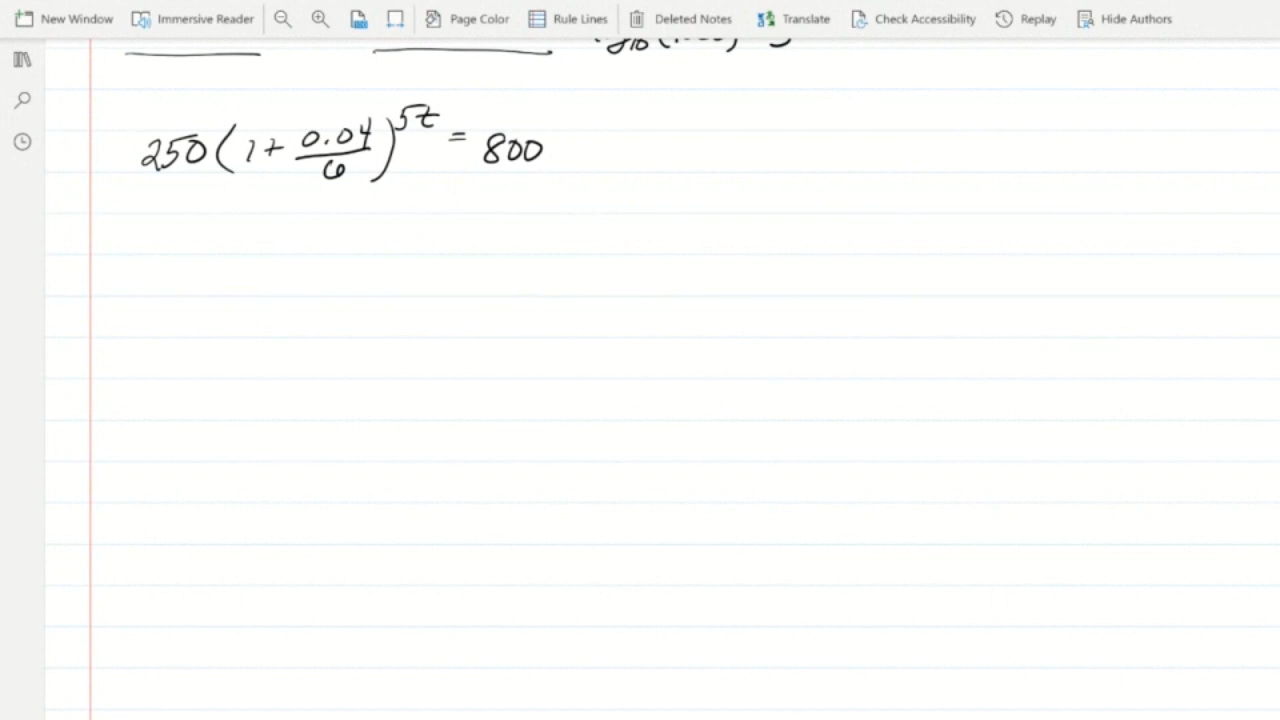 New Window Immersive Reader Page Color Rule Lines Deleted Notes Translate Check Accessibility Replay Hide Authors
250(1+0.04/6)^5t = 800